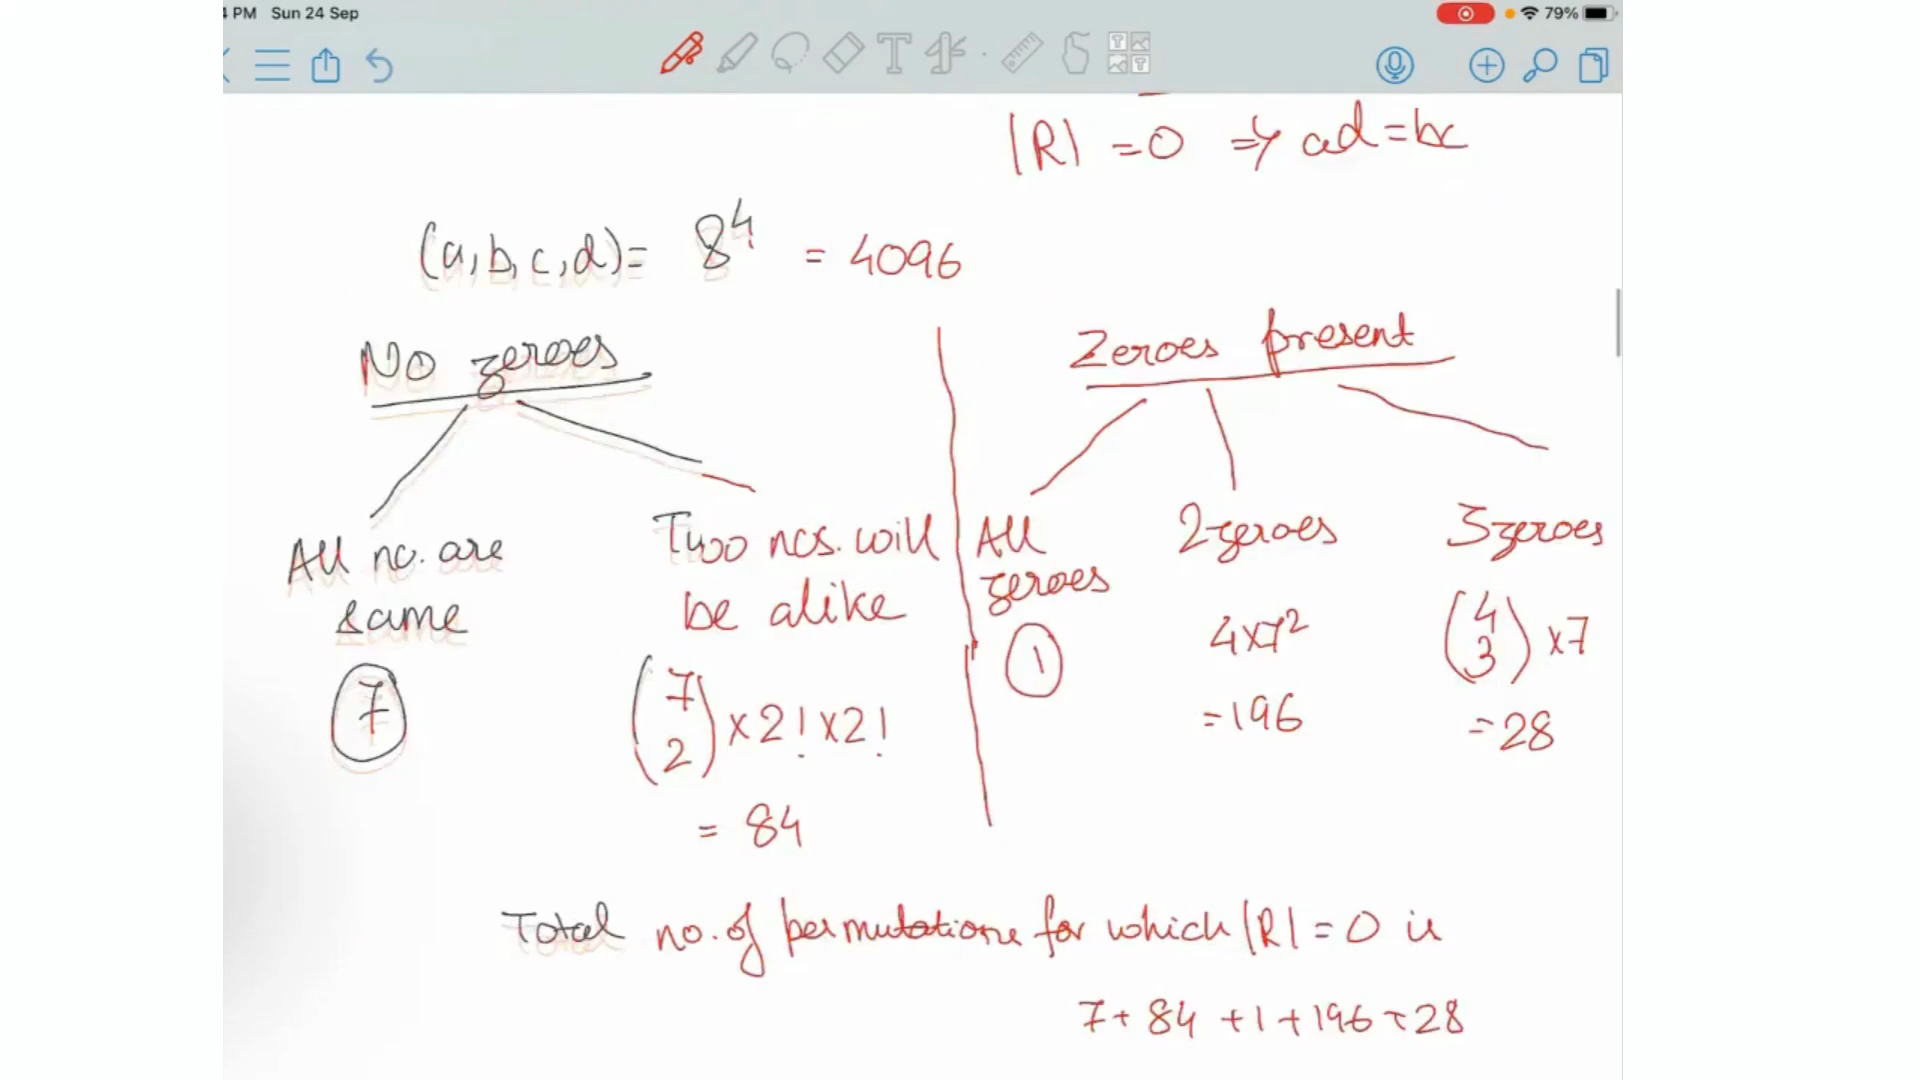 4 PM Sun 24 Sep 79%
|R| = 0 => ad = bc
(a, b, c, d) = 8⁴ = 4096
No zeroes
Zeroes present
All no. are same
7
Two nos. will be alike
(7 2) x 2! x 2!
= 84
All zeroes
1
2 zeroes
4x7²
= 196
3 zeroes
(4 3) x7
= 28
Total no. of permutations for which |R| = 0 is
7 + 84 + 1 + 196 + 28